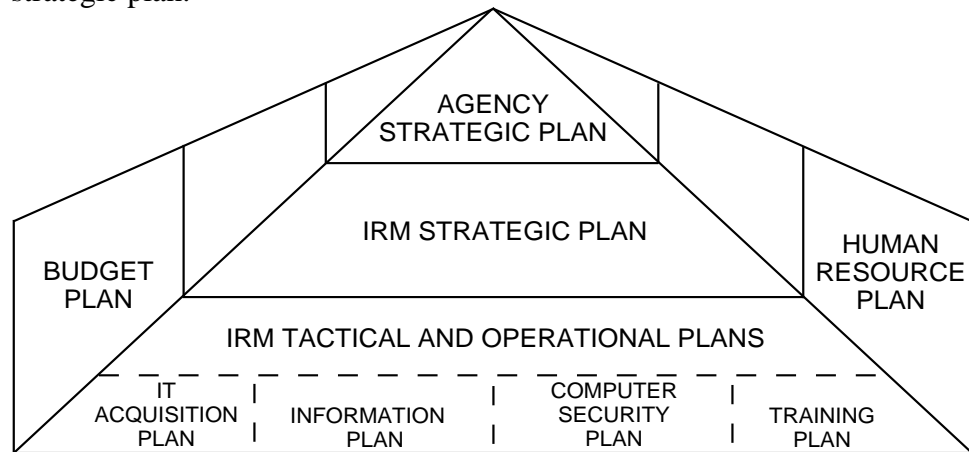 strategic plan.
AGENCY
STRATEGIC PLAN
IRM STRATEGIC PLAN
BUDGET
PLAN
HUMAN
RESOURCE
PLAN
IRM TACTICAL AND OPERATIONAL PLANS
IT
ACQUISITION
PLAN
INFORMATION
PLAN
COMPUTER
SECURITY
PLAN
TRAINING
PLAN